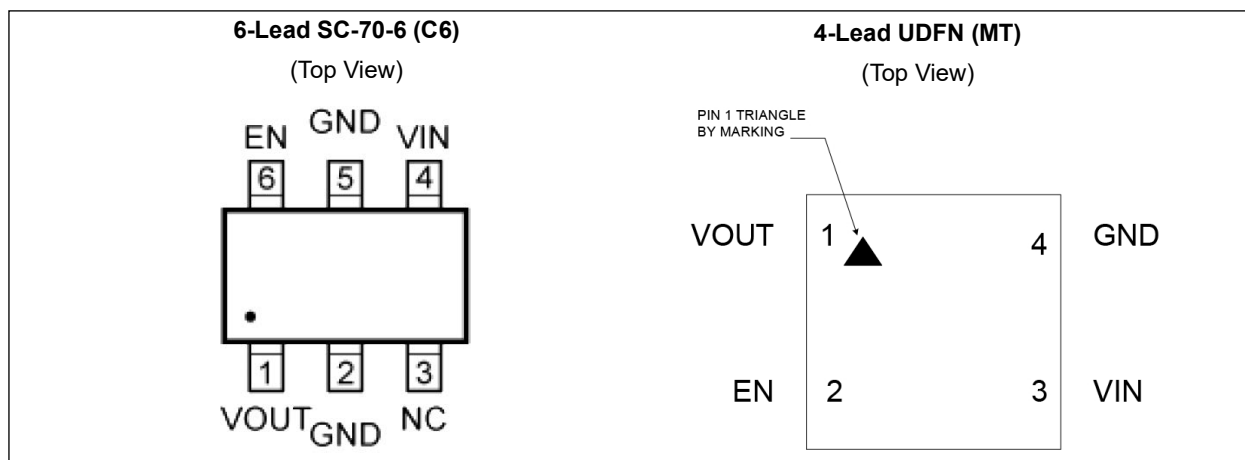 6-Lead SC-70-6 (C6)
(Top View)
EN GND VIN
6 5 4
1 2 3
VOUT GND NC
4-Lead UDFN (MT)
(Top View)
PIN 1 TRIANGLE
BY MARKING
VOUT 1 4 GND
EN 2 3 VIN